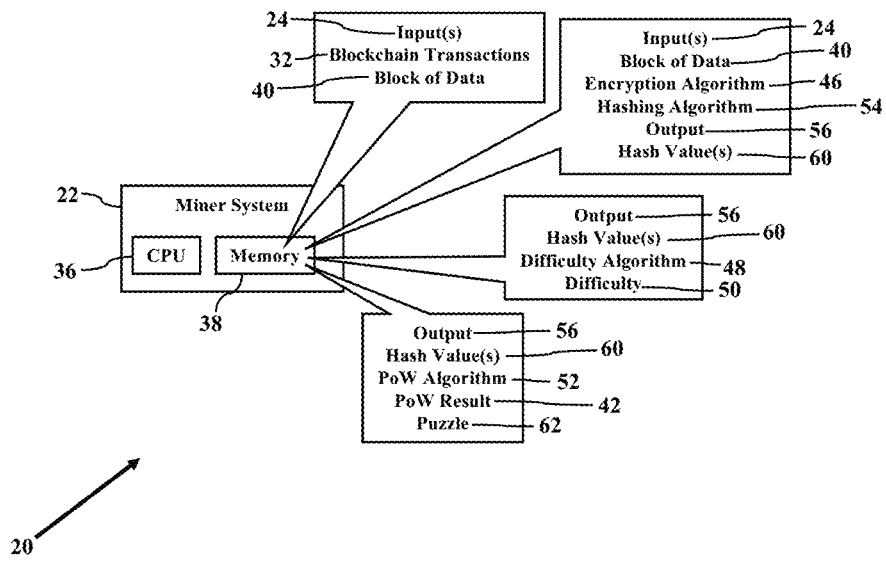 24
Input(s)
32
Blockchain Transactions
40
Block of Data
Input(s)
24
Block of Data
40
Encryption Algorithm
46
Hashing Algorithm
54
Output
56
Hash Value(s)
60
22
Miner System
36
CPU
Memory
38
Output
56
Hash Value(s)
60
Difficulty Algorithm
48
Difficulty
50
Output
56
Hash Value(s)
60
PoW Algorithm
52
PoW Result
42
Puzzle
62
20